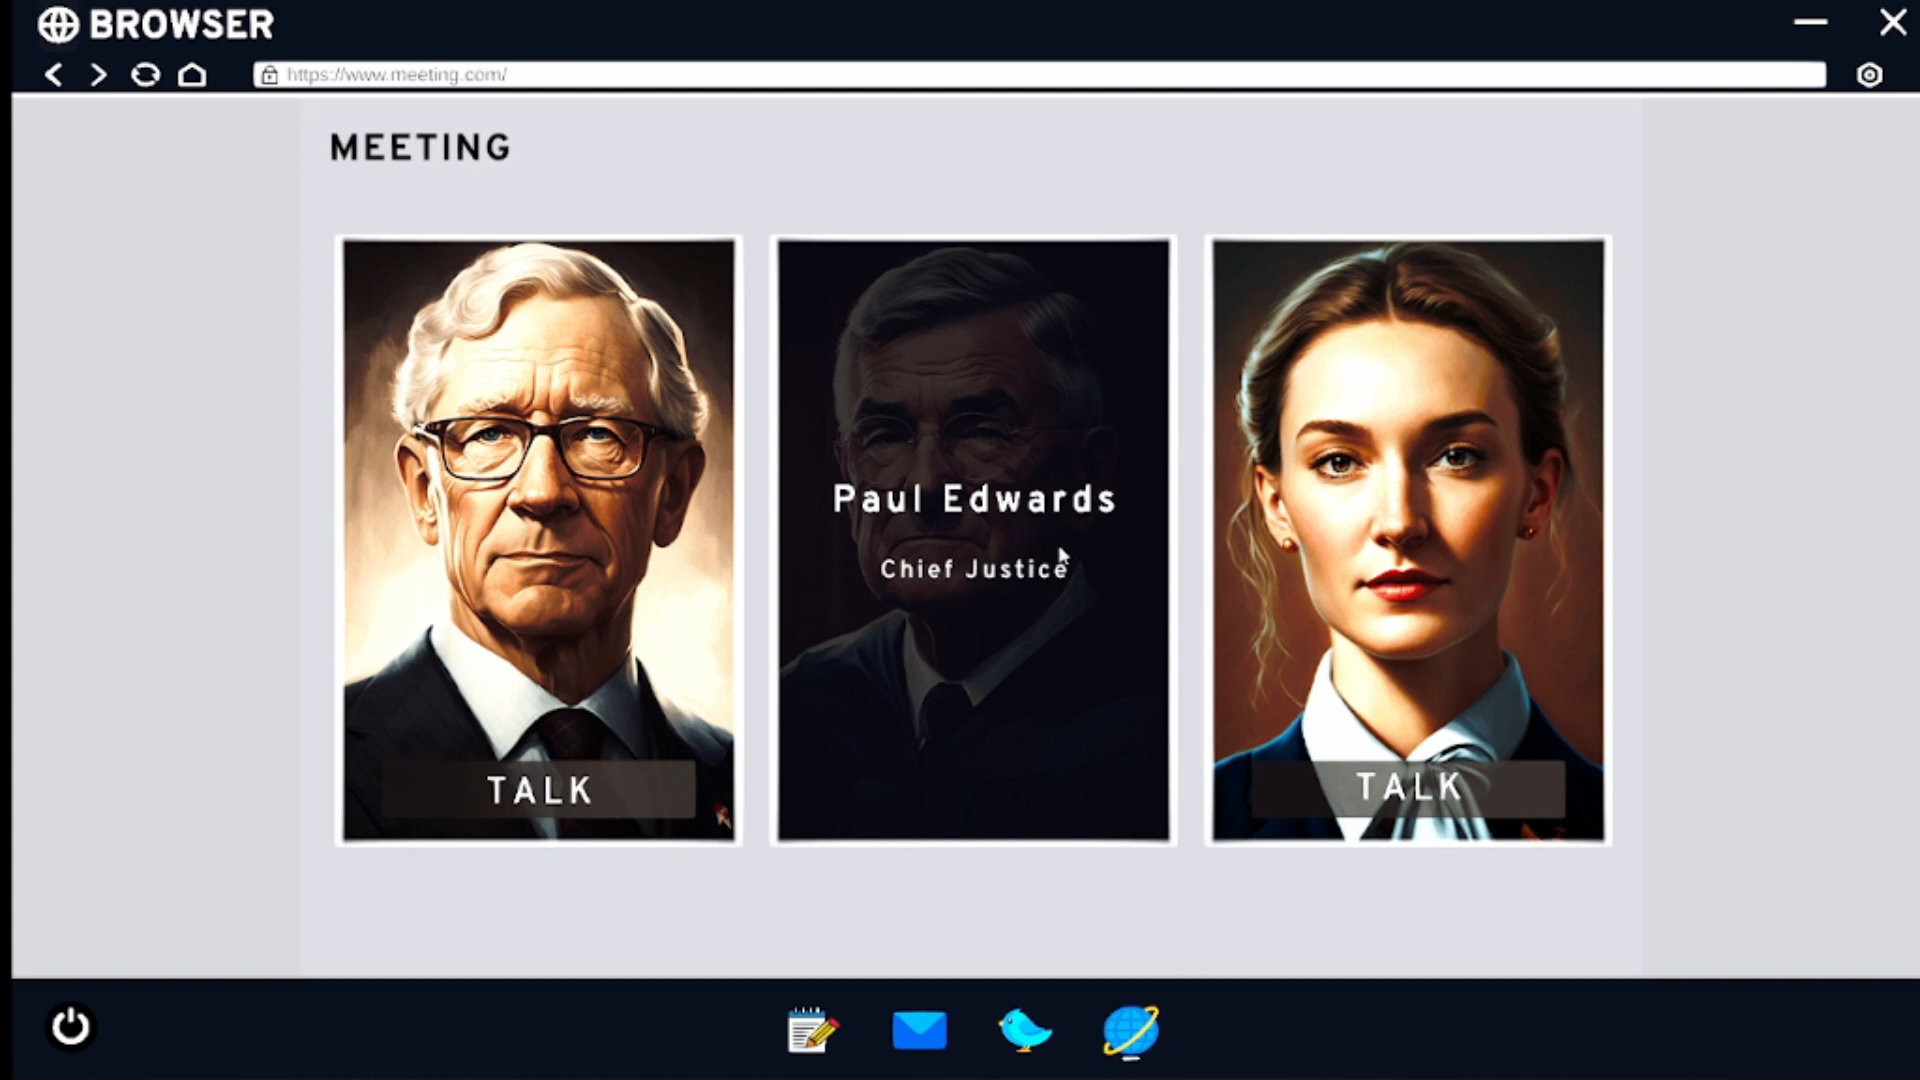 BROWSER
https://www.meeting.com/
MEETING
Paul Edwards
Chief Justice
TALK
TALK